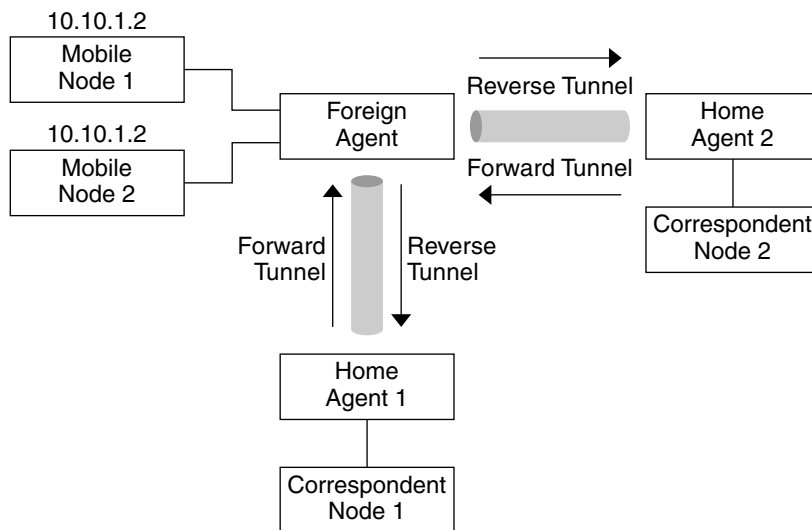 10.10.1.2
Mobile
Node 1
10.10.1.2
Mobile
Node 2
Foreign
Agent
Reverse Tunnel
Forward Tunnel
Home
Agent 2
Correspondent
Node 2
Forward
Tunnel
Reverse
Tunnel
Home
Agent 1
Correspondent
Node 1